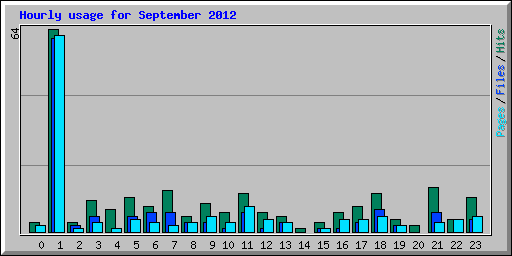 Hourly usage for September 2012
64
Pages/Files/Hits
0 1 2 3 4 5 6 7 8 9 10 11 12 13 14 15 16 17 18 19 20 21 22 23